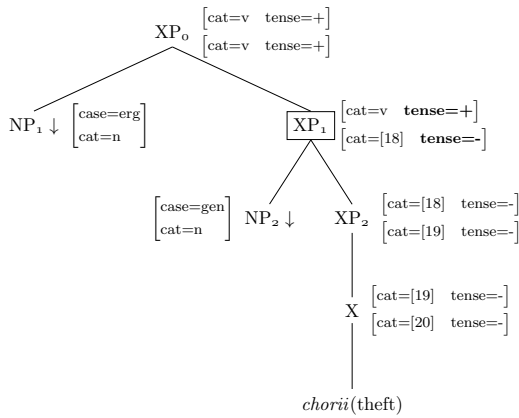 XP₀ [cat=v tense=+]
[cat=v tense=+]
NP₁ ↓ [case=erg
cat=n]
XP₁ [cat=v tense=+]
[cat=[18] tense=-]
[case=gen
cat=n] NP₂ ↓
XP₂ [cat=[18] tense=-]
[cat=[19] tense=-]
X [cat=[19] tense=-]
[cat=[20] tense=-]
chorii(theft)